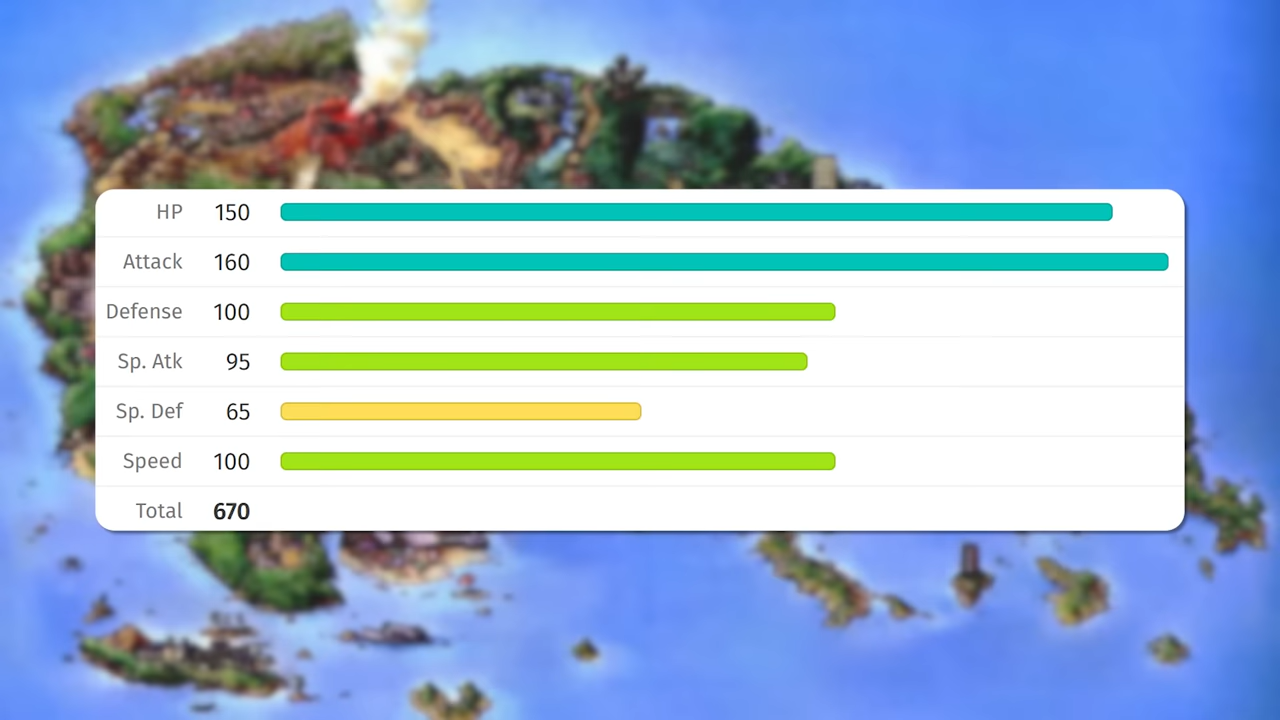 HP 150
Attack 160
Defense 100
Sp. Atk 95
Sp. Def 65
Speed 100
Total 670